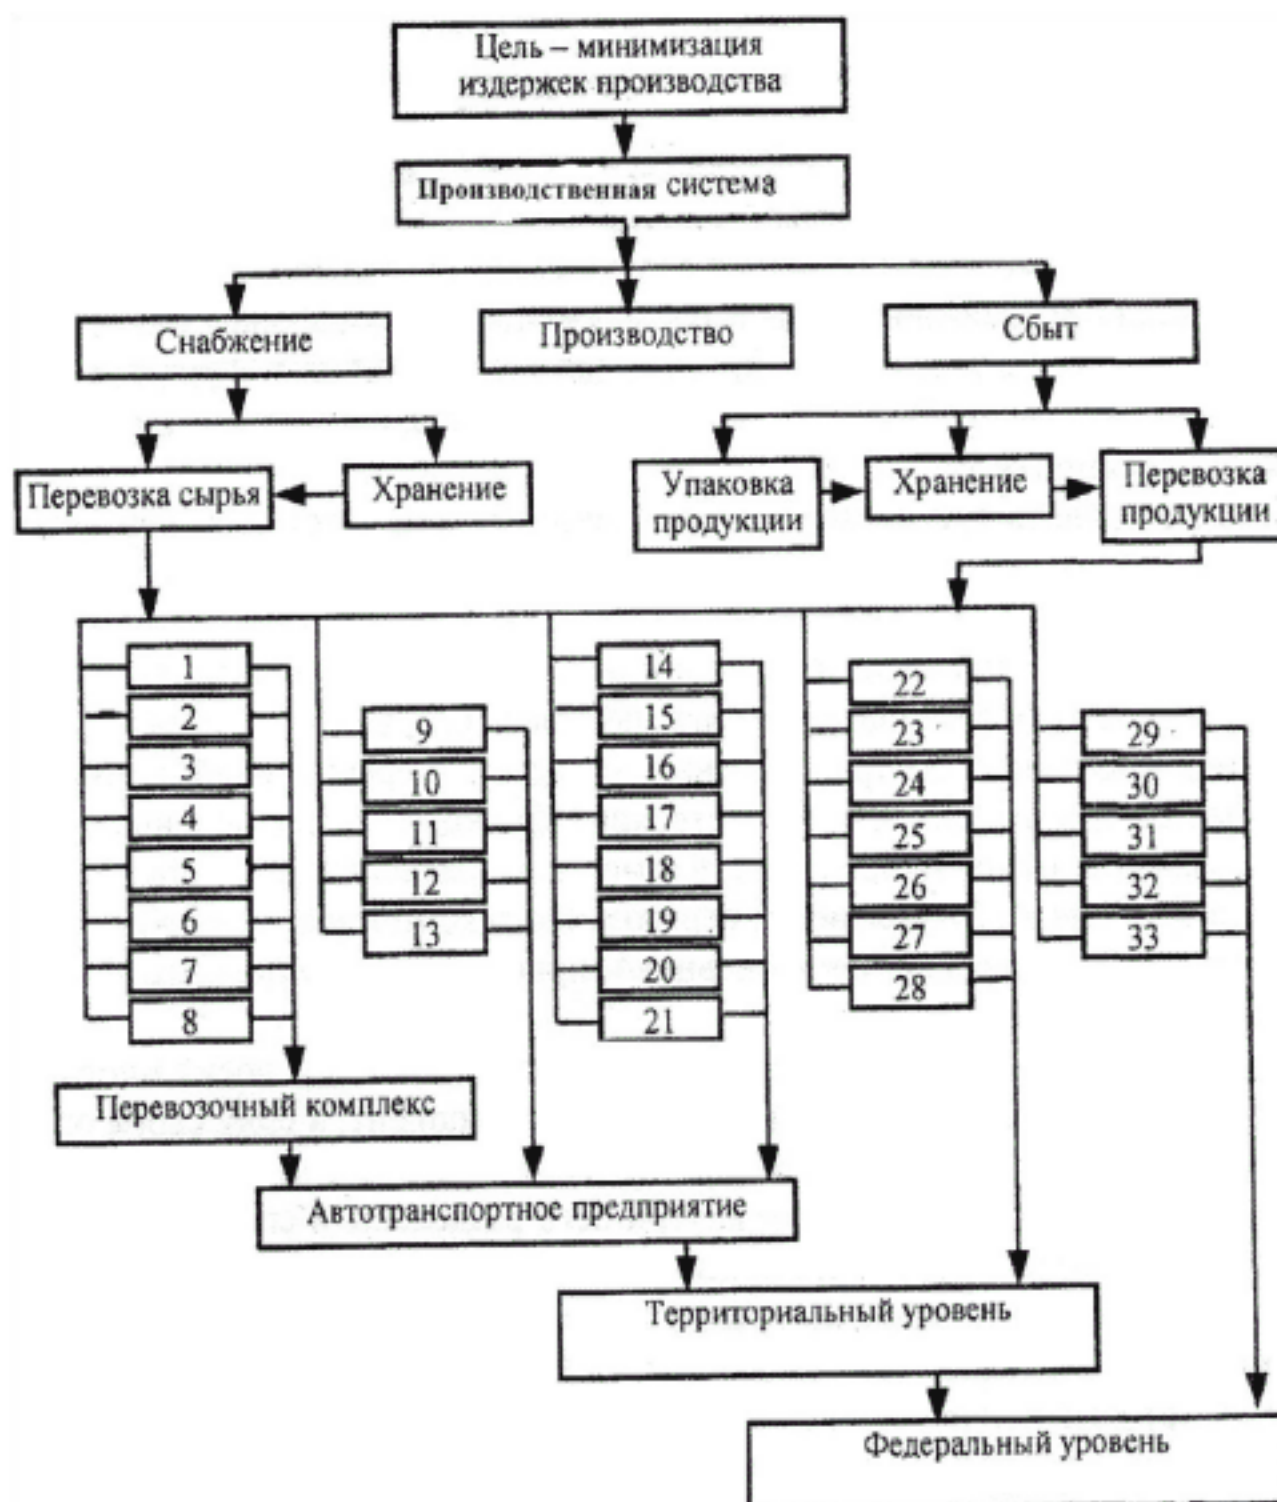 Цель – минимизация
издержек производства
Производственная система
Снабжение
Производство
Сбыт
Перевозка сырья
Хранение
Упаковка
продукции
Хранение
Перевозка
продукции
1
2
3
4
5
6
7
8
9
10
11
12
13
14
15
16
17
18
19
20
21
22
23
24
25
26
27
28
29
30
31
32
33
Перевозочный комплекс
Автотранспортное предприятие
Территориальный уровень
Федеральный уровень